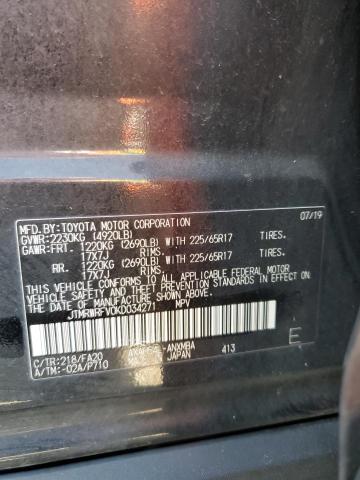 MFD.BY:TOYOTA MOTOR CORPORATION 07/19
GVWR:2230KG (4920LB)
GAWR:FRT. 1220KG (2690LB) WITH 225/65R17 TIRES.
17X7J RIMS.
RR. 1220KG (2690LB) WITH 225/65R17 TIRES.
17X7J RIMS.
THIS VEHICLE CONFORMS TO ALL APPLICABLE FEDERAL MOTOR
VEHICLE SAFETY, BUMPER, AND THEFT PREVENTION STANDARDS
IN EFFECT ON THE DATE OF MANUFACTURE SHOWN ABOVE.
JTMRWRFV0KD034271 MPV
-ANXMBA
C/TR:218/FA20 JAPAN 413
A/TM:-02A/P710
E